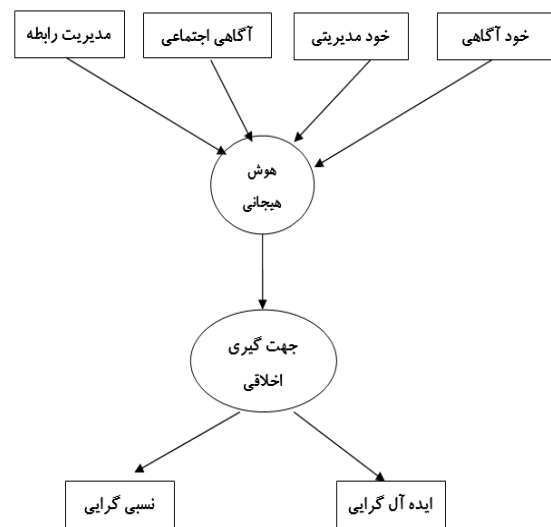 خود آگاهی
خود مدیریتی
آگاهی اجتماعی
مدیریت رابطه
هوش
هیجانی
جهت گیری
اخلاقی
ایده آل گرایی
نسبی گرایی